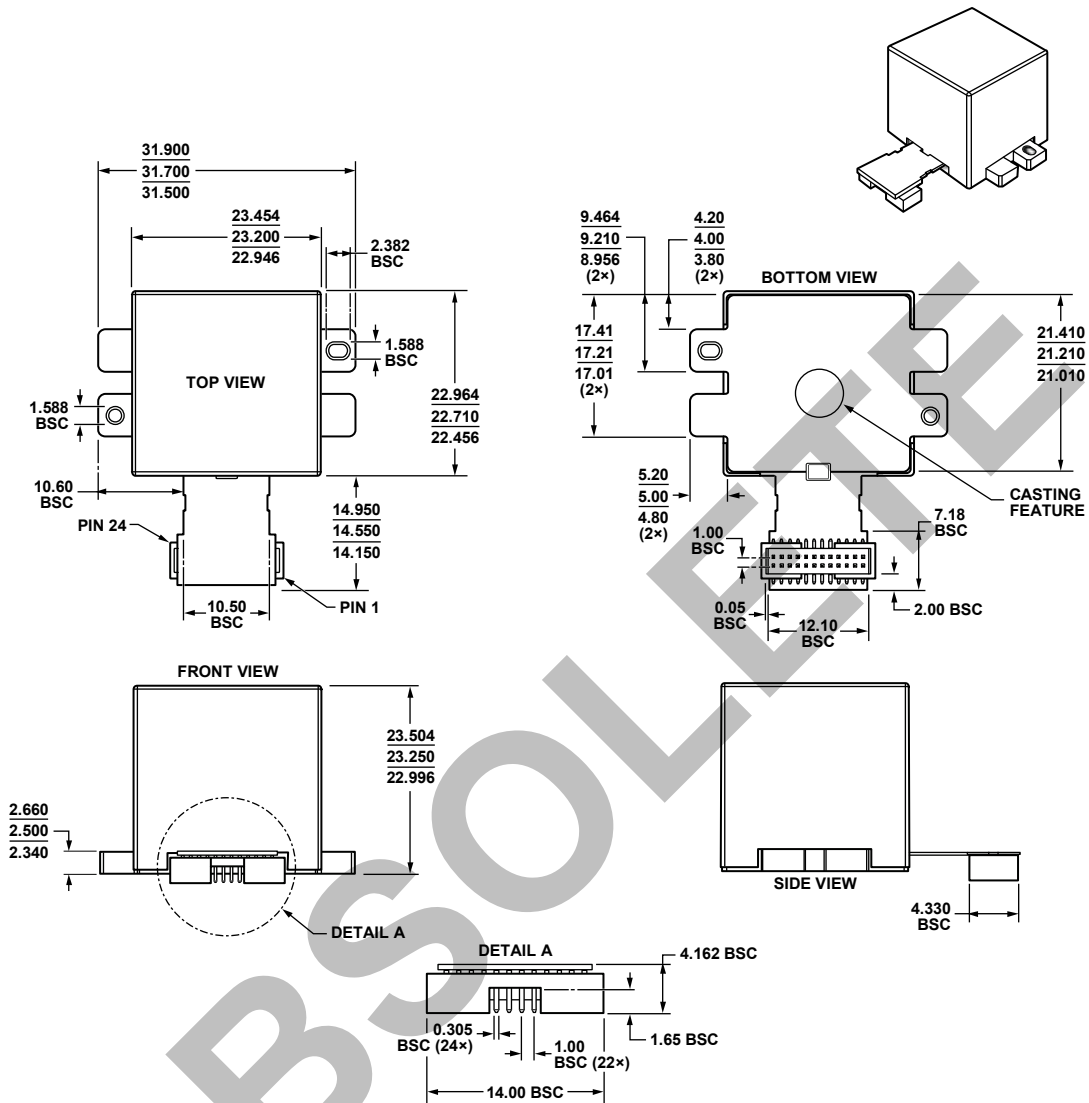 31.900
31.700
31.500
23.454
23.200
22.946
2.382
BSC
1.588
BSC
TOP VIEW
1.588
BSC
22.964
22.710
22.456
10.60
BSC
PIN 24
14.950
14.550
14.150
10.50
BSC
PIN 1
9.464
9.210
8.956
(2×)
4.20
4.00
3.80
(2×)
BOTTOM VIEW
17.41
17.21
17.01
(2×)
21.410
21.210
21.010
5.20
5.00
4.80
(2×)
CASTING
FEATURE
1.00
BSC
7.18
BSC
0.05
BSC
12.10
BSC
2.00 BSC
FRONT VIEW
23.504
23.250
22.996
2.660
2.500
2.340
DETAIL A
SIDE VIEW
4.330
BSC
DETAIL A
4.162 BSC
0.305
BSC (24×)
1.00
BSC (22×)
1.65 BSC
14.00 BSC
BSOLETE